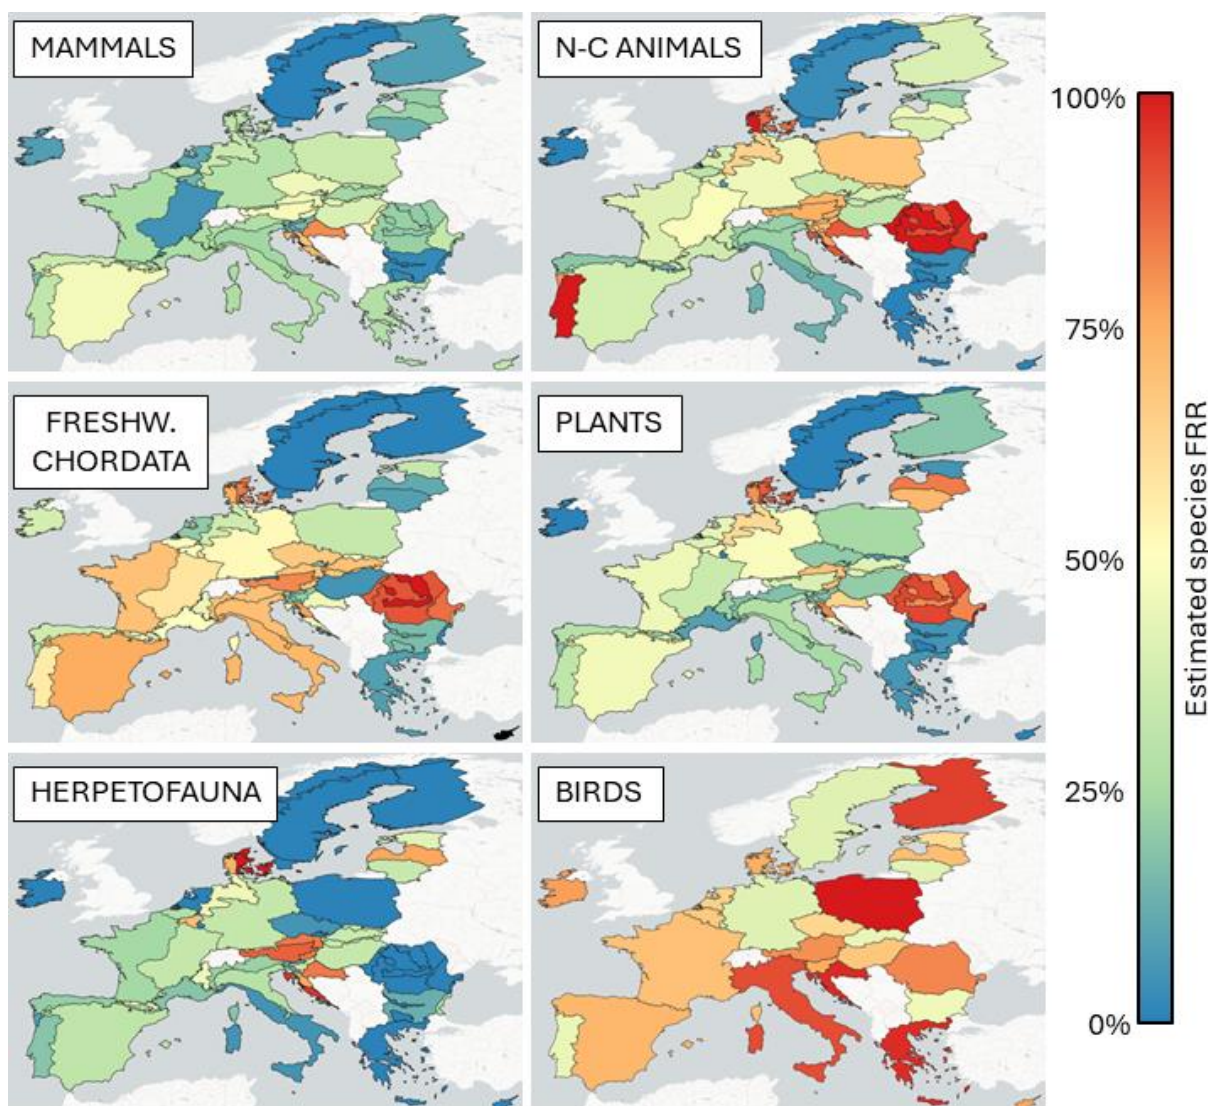 MAMMALS
N-C ANIMALS
FRESHW.
CHORDATA
PLANTS
HERPETOFAUNA
BIRDS
100%
75%
50%
25%
0%
Estimated species FRR